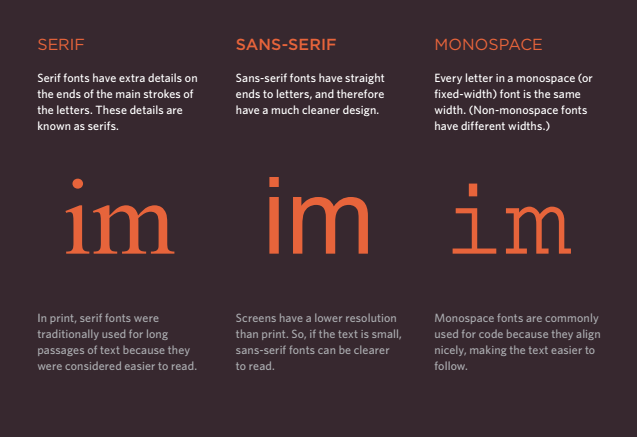 SERIF
Serif fonts have extra details on
the ends of the main strokes of
the letters. These details are
known as serifs.
im
In print, serif fonts were
traditionally used for long
passages of text because they
were considered easier to read.
SANS-SERIF
Sans-serif fonts have straight
ends to letters, and therefore
have a much cleaner design.
im
Screens have a lower resolution
than print. So, if the text is small,
sans-serif fonts can be clearer
to read.
MONOSPACE
Every letter in a monospace (or
fixed-width) font is the same
width. (Non-monospace fonts
have different widths.)
im
Monospace fonts are commonly
used for code because they align
nicely, making the text easier to
follow.